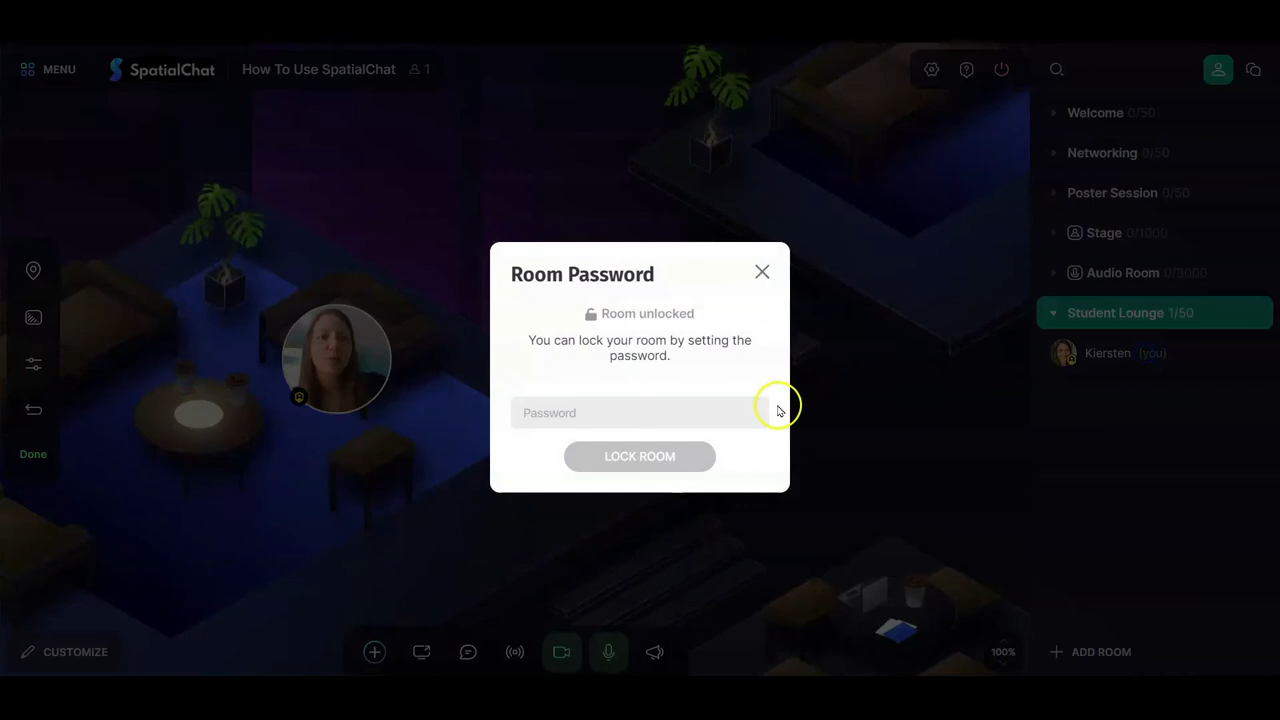 MENU
SpatialChat
How To Use SpatialChat
1
Welcome 0/50
Networking 0/50
Poster Session 0/50
Stage 0/1000
Audio Room 0/3000
Student Lounge 1/50
Kiersten (you)
Room Password
Room unlocked
You can lock your room by setting the
password.
Password
LOCK ROOM
Done
CUSTOMIZE
100%
ADD ROOM